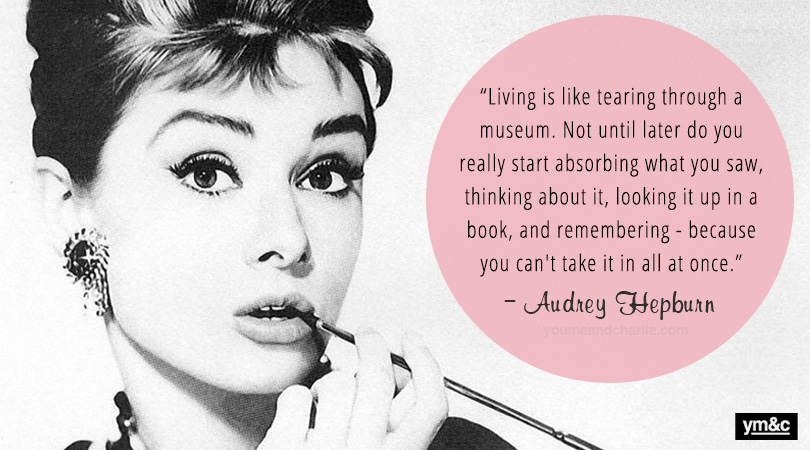 “Living is like tearing through a
museum. Not until later do you
really start absorbing what you saw,
thinking about it, looking it up in a
book, and remembering - because
you can't take it in all at once.”
– Audrey Hepburn
youmeandcharlie.com
ym&c